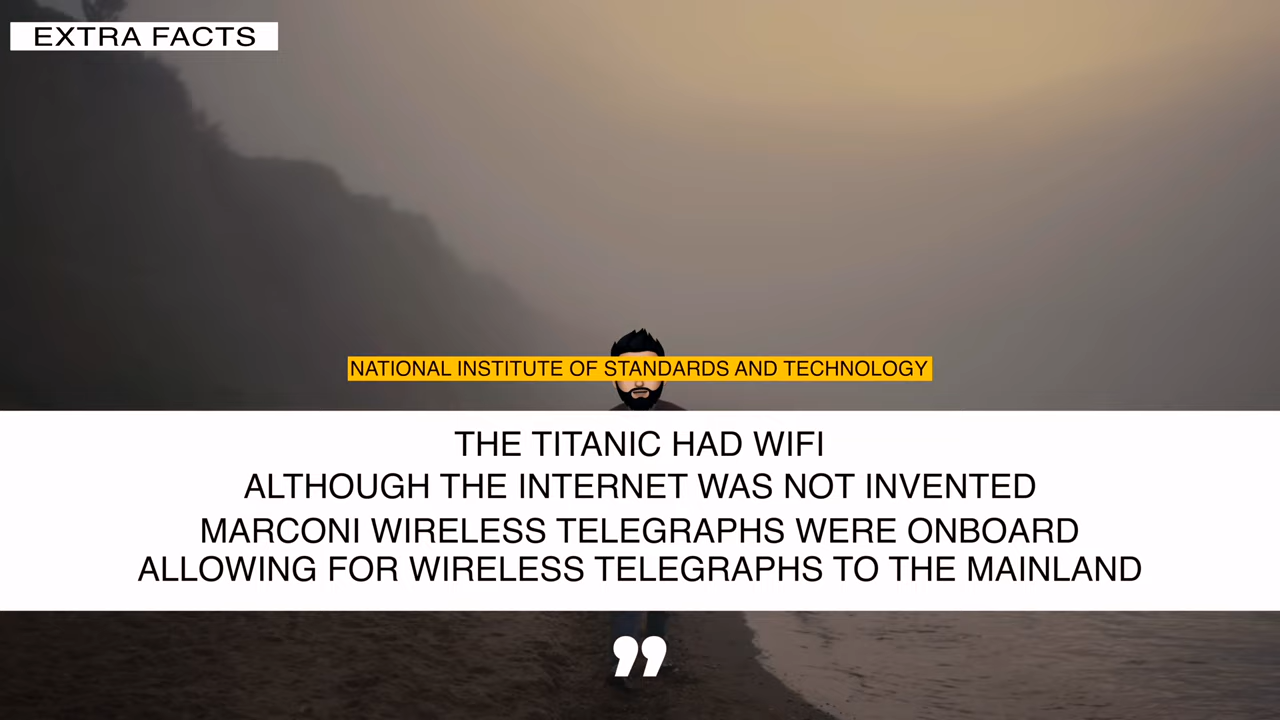 EXTRA FACTS
NATIONAL INSTITUTE OF STANDARDS AND TECHNOLOGY
THE TITANIC HAD WIFI
ALTHOUGH THE INTERNET WAS NOT INVENTED
MARCONI WIRELESS TELEGRAPHS WERE ONBOARD
ALLOWING FOR WIRELESS TELEGRAPHS TO THE MAINLAND
”